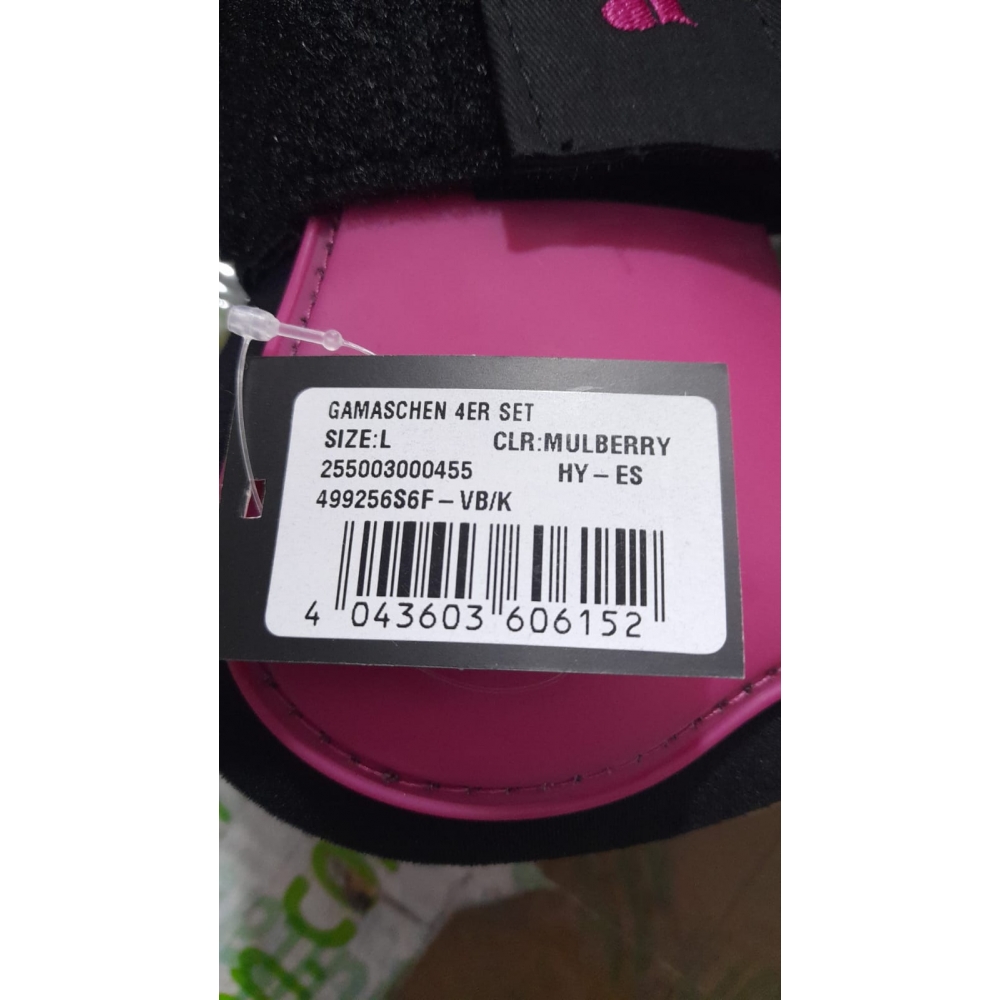 GAMASCHEN 4ER SET
SIZE:L CLR:MULBERRY
255003000455 HY-ES
499256S6F-VB/K
4 043603 606152